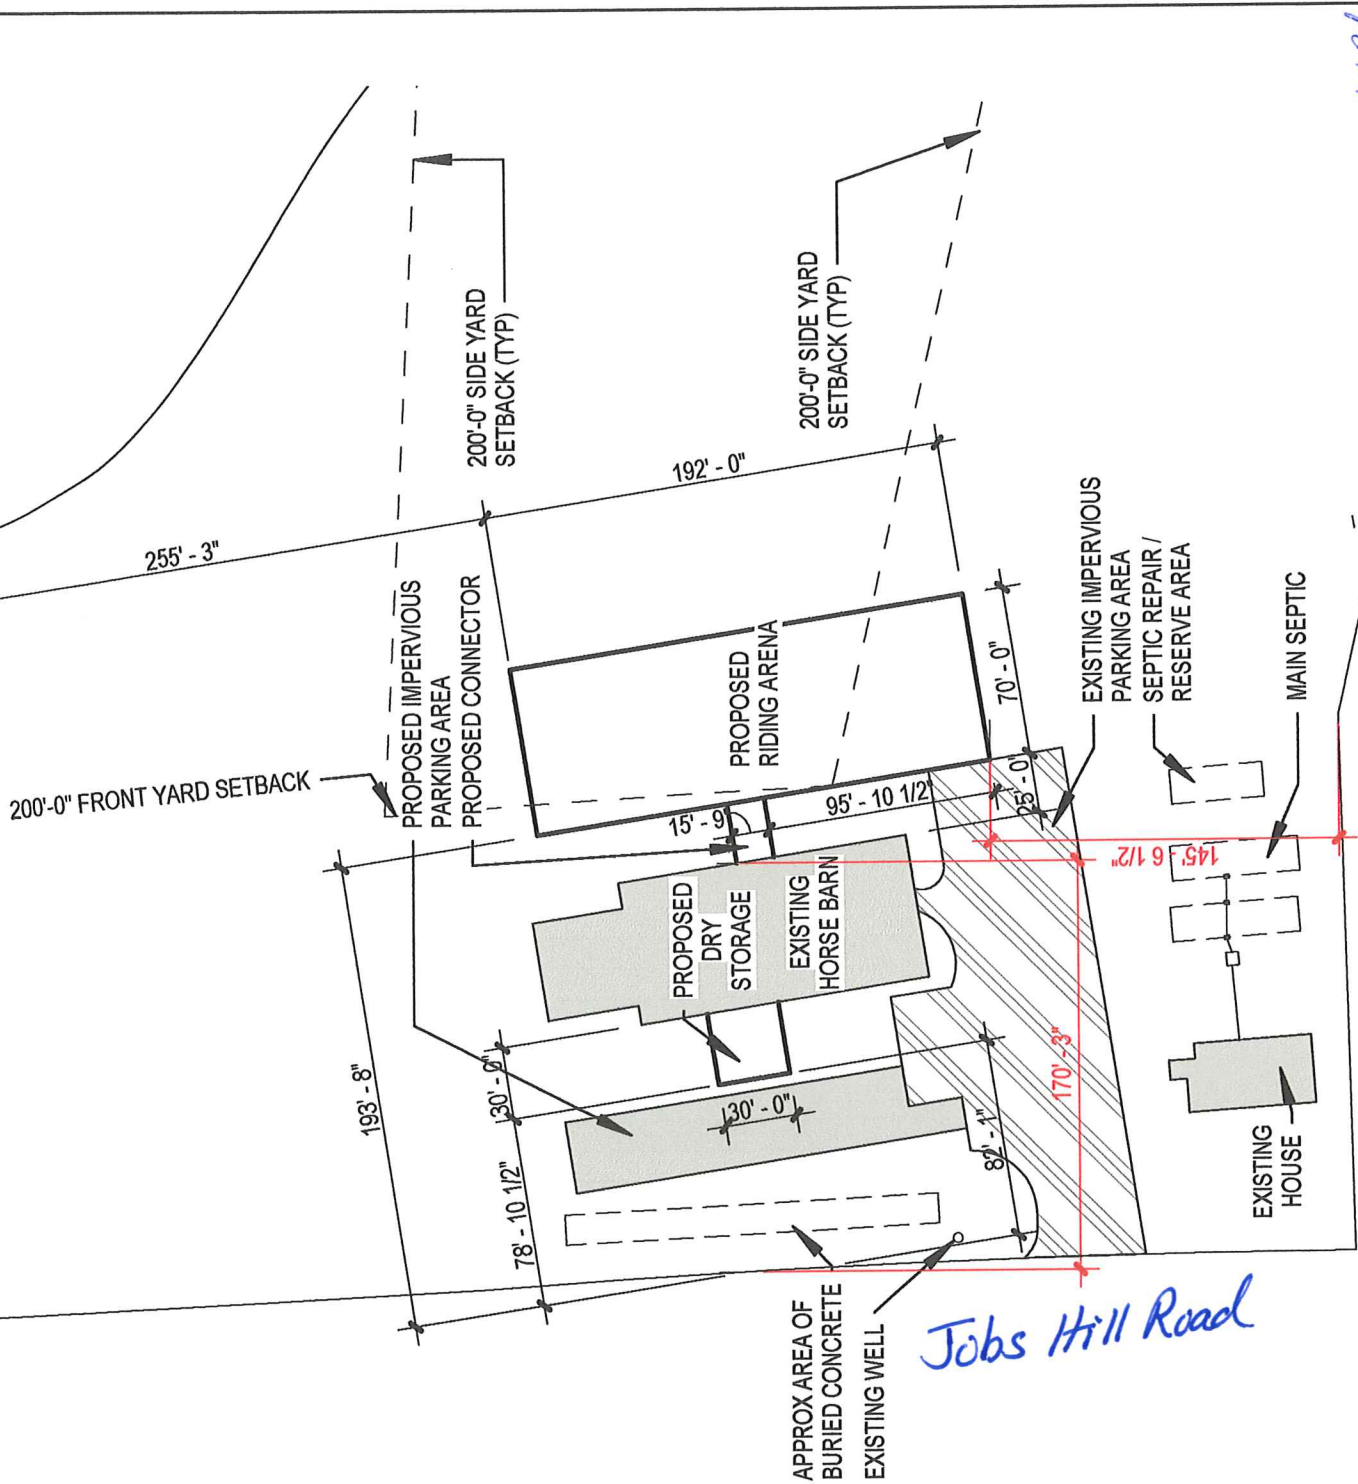 200'-0" FRONT YARD SETBACK
255' - 3"
200'-0" SIDE YARD
SETBACK (TYP)
200'-0" SIDE YARD
SETBACK (TYP)
192' - 0"
PROPOSED IMPERVIOUS
PARKING AREA
PROPOSED CONNECTOR
PROPOSED
RIDING ARENA
70' - 0"
EXISTING IMPERVIOUS
PARKING AREA
SEPTIC REPAIR /
RESERVE AREA
MAIN SEPTIC
15' - 9
95' - 10 1/2"
25' - 0"
145' - 6 1/2"
193' - 8"
PROPOSED
DRY
STORAGE
EXISTING
HORSE BARN
30' - 0"
78' - 10 1/2"
30' - 0"
82' - 1"
170' - 3"
EXISTING
HOUSE
APPROX AREA OF
BURIED CONCRETE
EXISTING WELL
Jobs Hill Road